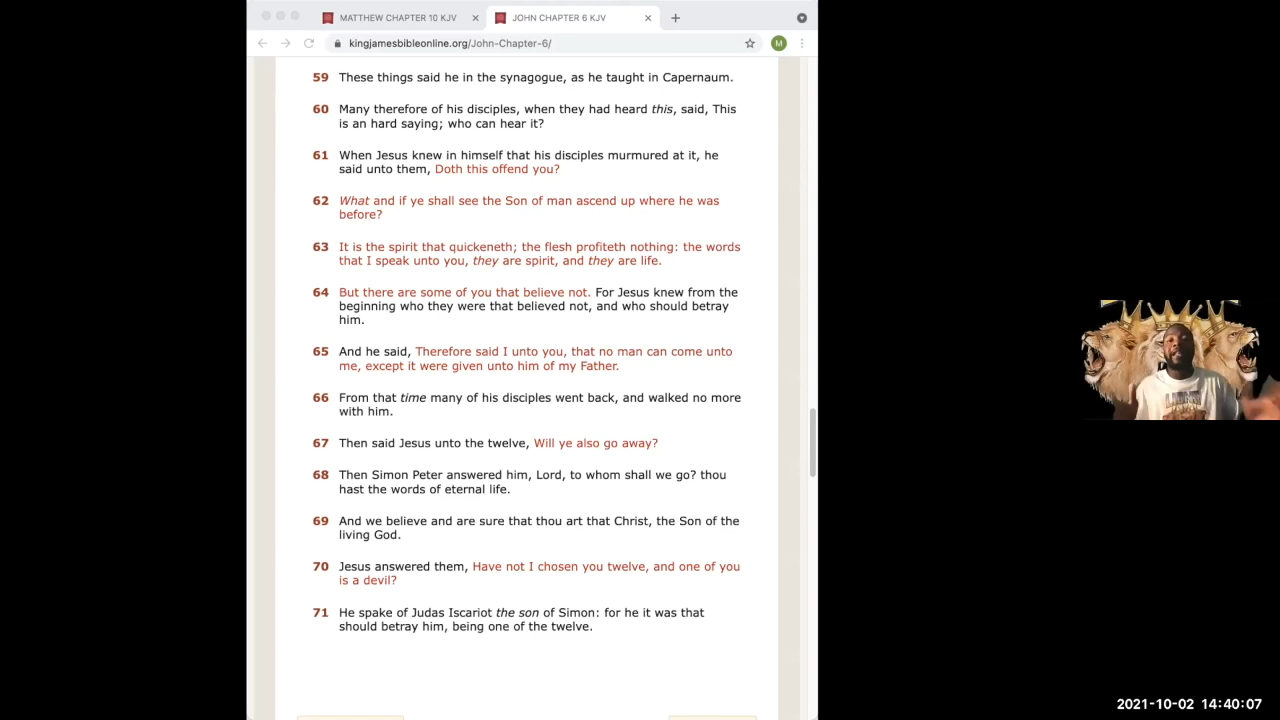 MATTHEW CHAPTER 10 KJV
JOHN CHAPTER 6 KJV
kingjamesbibleonline.org/John-Chapter-6/
M
59 These things said he in the synagogue, as he taught in Capernaum.
60 Many therefore of his disciples, when they had heard this, said, This
is an hard saying; who can hear it?
61 When Jesus knew in himself that his disciples murmured at it, he
said unto them, Doth this offend you?
62 What and if ye shall see the Son of man ascend up where he was
before?
63 It is the spirit that quickeneth; the flesh profiteth nothing: the words
that I speak unto you, they are spirit, and they are life.
64 But there are some of you that believe not. For Jesus knew from the
beginning who they were that believed not, and who should betray
him.
65 And he said, Therefore said I unto you, that no man can come unto
me, except it were given unto him of my Father.
66 From that time many of his disciples went back, and walked no more
with him.
67 Then said Jesus unto the twelve, Will ye also go away?
68 Then Simon Peter answered him, Lord, to whom shall we go? thou
hast the words of eternal life.
69 And we believe and are sure that thou art that Christ, the Son of the
living God.
70 Jesus answered them, Have not I chosen you twelve, and one of you
is a devil?
71 He spake of Judas Iscariot the son of Simon: for he it was that
should betray him, being one of the twelve.
2021-10-02 14:40:07